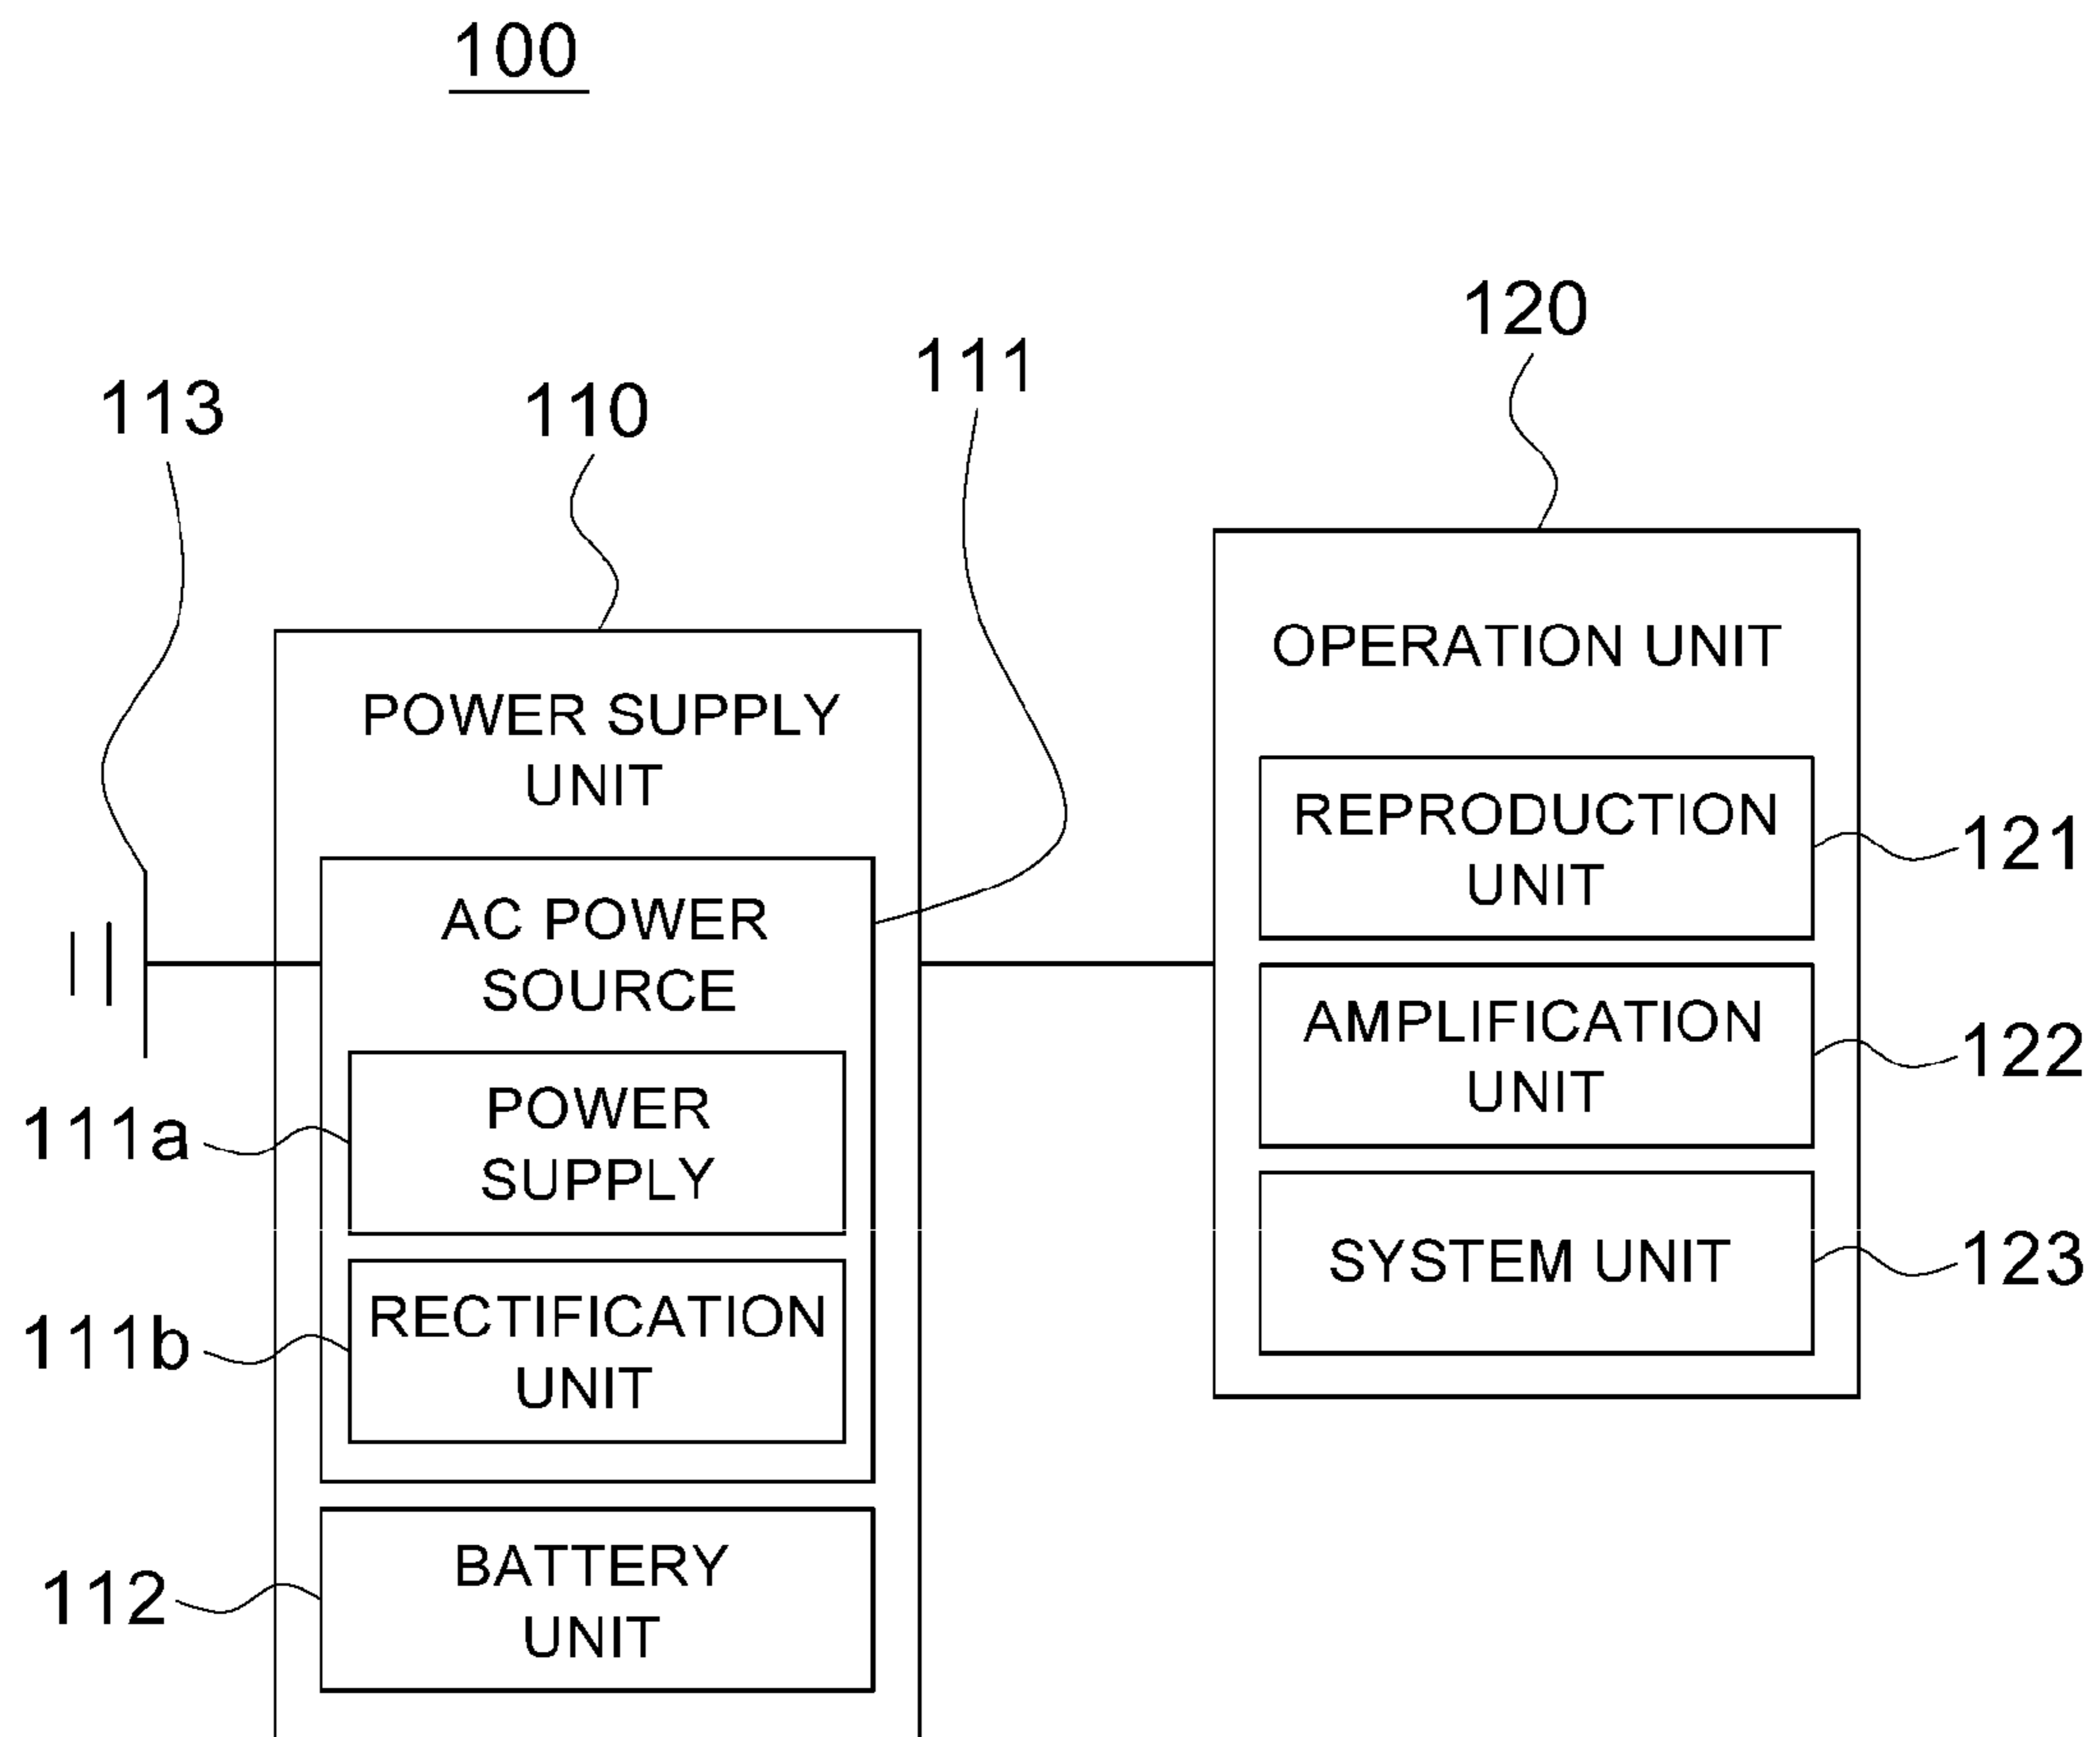 100
113
110
111
120
POWER SUPPLY
UNIT
AC POWER
SOURCE
111a
POWER
SUPPLY
111b
RECTIFICATION
UNIT
112
BATTERY
UNIT
OPERATION UNIT
REPRODUCTION
UNIT
121
AMPLIFICATION
UNIT
122
SYSTEM UNIT
123